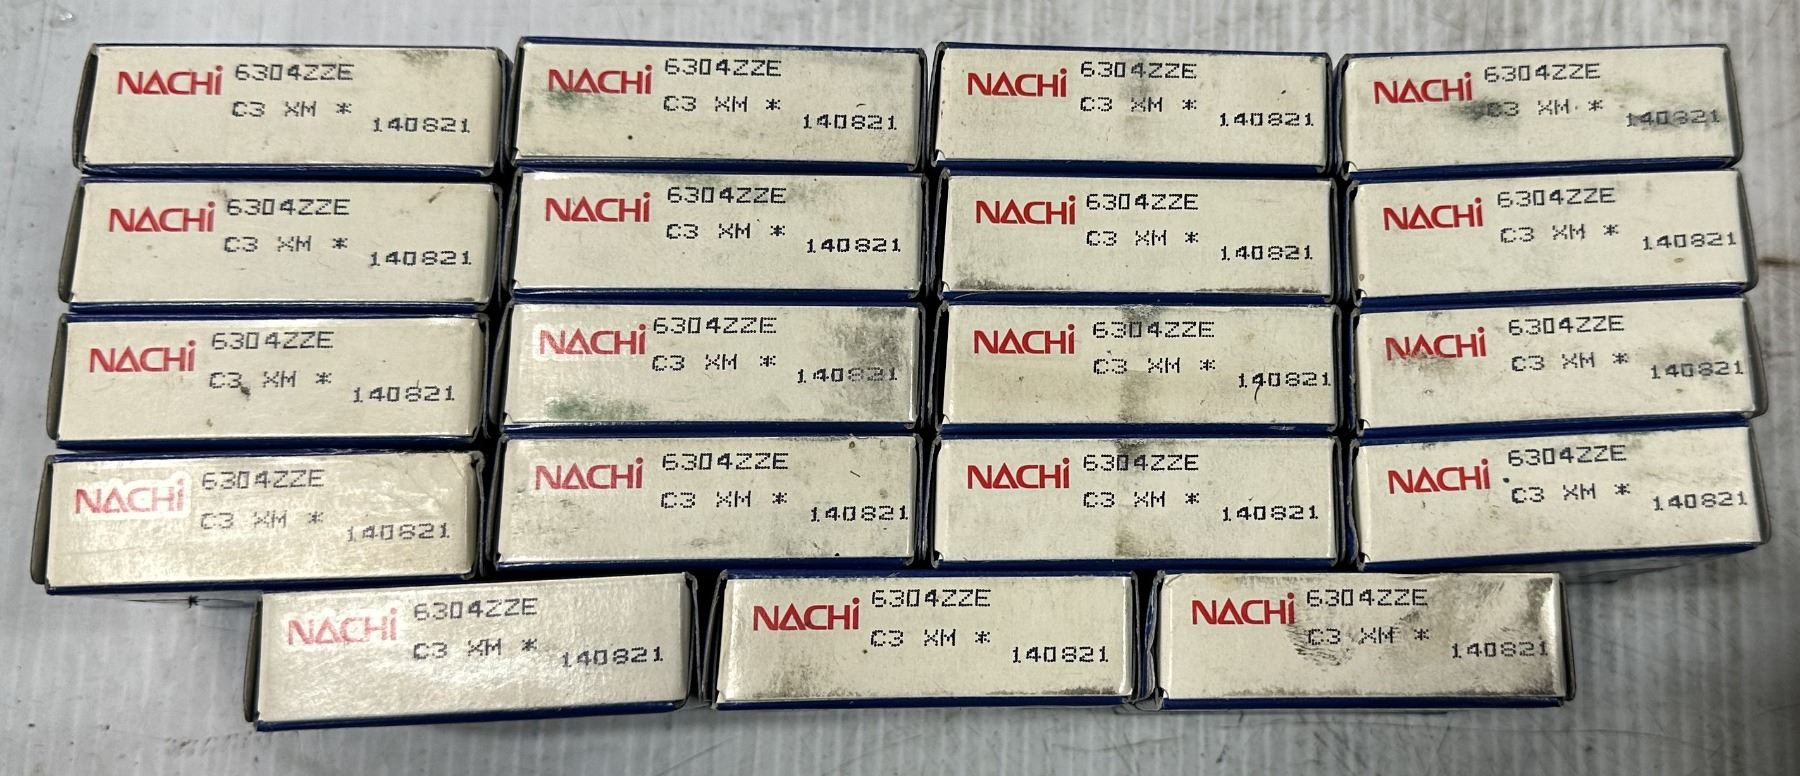 NACHi 6304ZZE
C3 XM *
140821
NACHi 6304ZZE
C3 XM *
140821
NACHi 6304ZZE
C3 XM *
140821
NACHi 6304ZZE
C3 XM *
140821
NACHi 6304ZZE
C3 XM *
140821
NACHi 6304ZZE
C3 XM *
140821
NACHi 6304ZZE
C3 XM *
140821
NACHi 6304ZZE
C3 XM *
140821
NACHi 6304ZZE
C3 XM *
140821
NACHi 6304ZZE
C3 XM *
140821
NACHi 6304ZZE
C3 XM *
140821
NACHi 6304ZZE
C3 XM *
140821
NACHi 6304ZZE
C3 XM *
140821
NACHi 6304ZZE
C3 XM *
140821
NACHi 6304ZZE
C3 XM *
140821
NACHi 6304ZZE
C3 XM *
140821
NACHi 6304ZZE
C3 XM *
140821
NACHi 6304ZZE
C3 XM *
140821
NACHi 6304ZZE
C3 XM *
140821